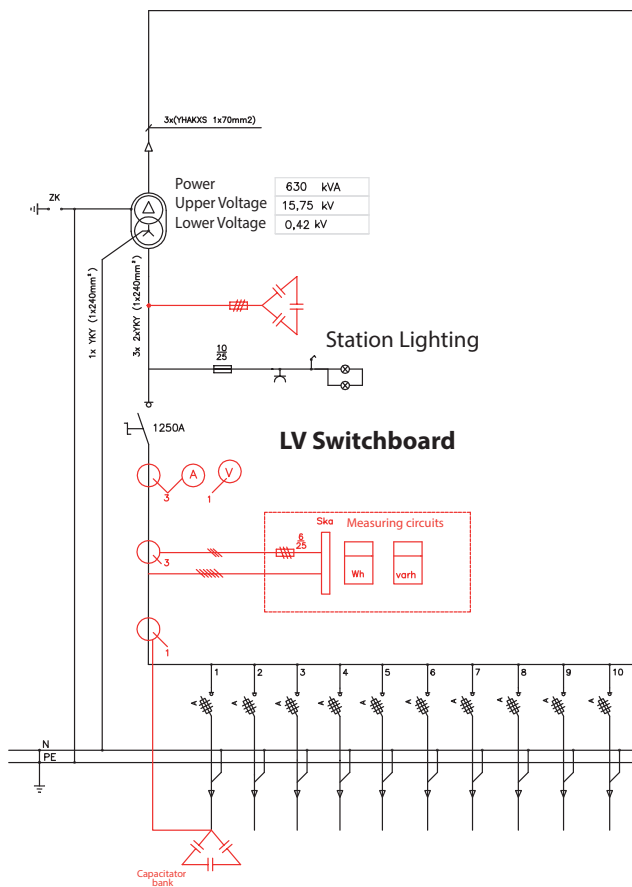 3x(YHAKXS 1x70mm2)
ZK
Power 630 kVA
Upper Voltage 15,75 kV
Lower Voltage 0,42 kV
1x YKY (1x240mm²)
3x 2xYKY (1x240mm²)
10
25
Station Lighting
1250A
LV Switchboard
A
V
3
1
Ska
Measuring circuits
6
25
3
Wh
varh
1
1 2 3 4 5 6 7 8 9 10
A A A A A A A A A A
N
PE
Capacitator
bank